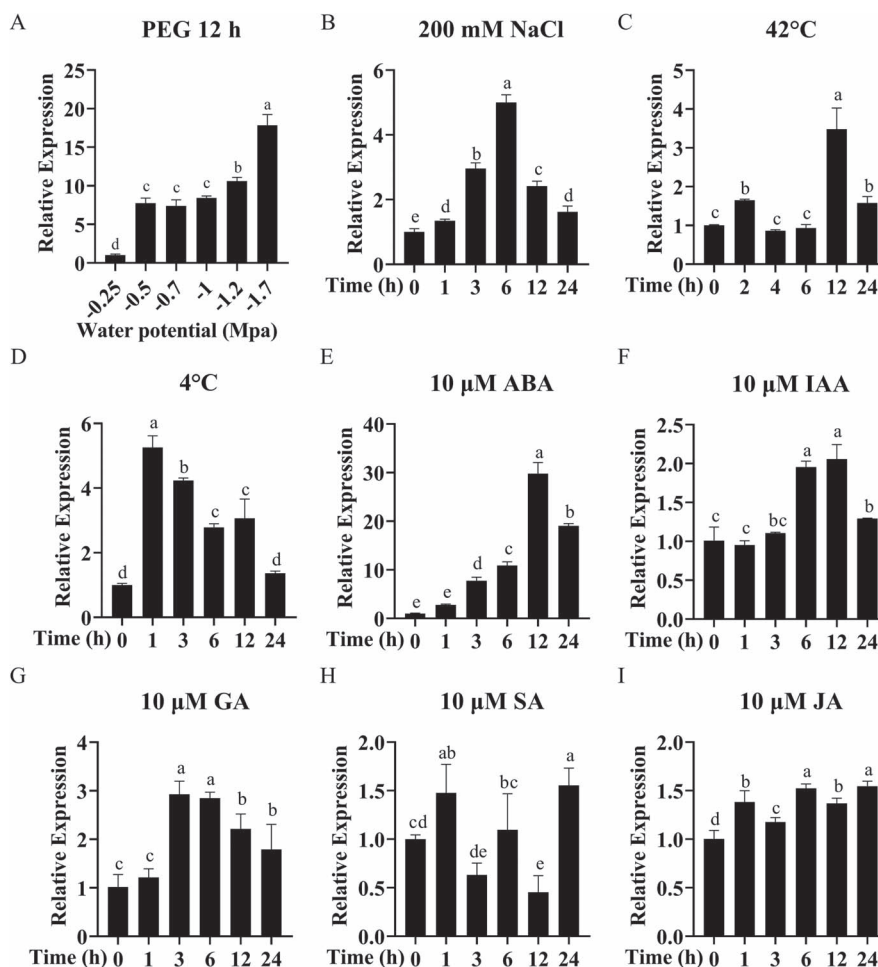 A PEG 12 h
Relative Expression
25
20
15
10
5
0
d c c c b a
-0.25 -0.5 -0.7 -1 -1.2 -1.7
Water potential (Mpa)
B 200 mM NaCl
Relative Expression
6
4
2
0
e d b a c d
Time (h) 0 1 3 6 12 24
C 42°C
Relative Expression
5
4
3
2
1
0
c b c c a b
Time (h) 0 2 4 6 12 24
D 4°C
Relative Expression
6
4
2
0
d a b c c d
Time (h) 0 1 3 6 12 24
E 10 μM ABA
Relative Expression
40
30
20
10
0
e e d c a b
Time (h) 0 1 3 6 12 24
F 10 μM IAA
Relative Expression
2.5
2.0
1.5
1.0
0.5
0.0
c c bc a a b
Time (h) 0 1 3 6 12 24
G 10 μM GA
Relative Expression
4
3
2
1
0
c c a a b b
Time (h) 0 1 3 6 12 24
H 10 μM SA
Relative Expression
2.0
1.5
1.0
0.5
0.0
cd ab de bc e a
Time (h) 0 1 3 6 12 24
I 10 μM JA
Relative Expression
2.0
1.5
1.0
0.5
0.0
d b c a b a
Time (h) 0 1 3 6 12 24